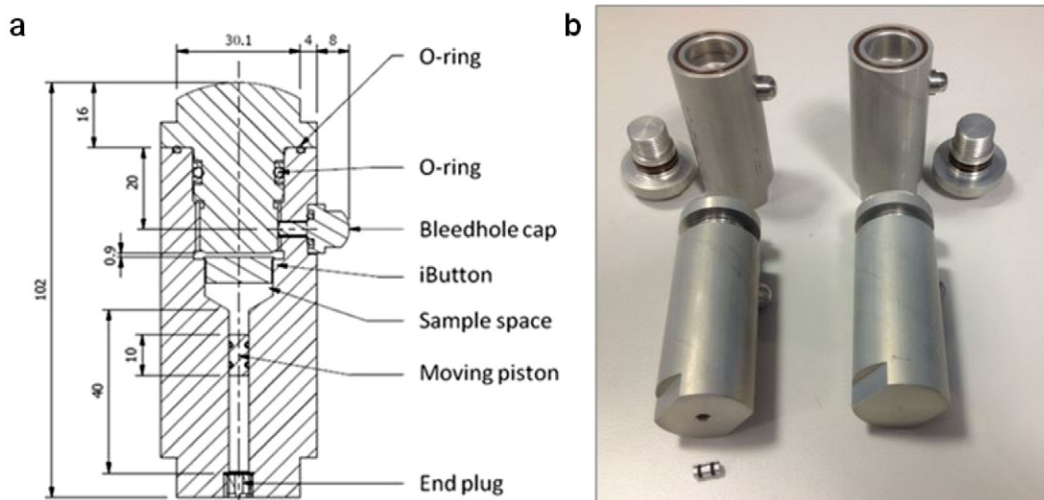 a
b
30.1
4
8
O-ring
16
O-ring
20
Bleedhole cap
0.9
iButton
102
Sample space
10
Moving piston
40
End plug